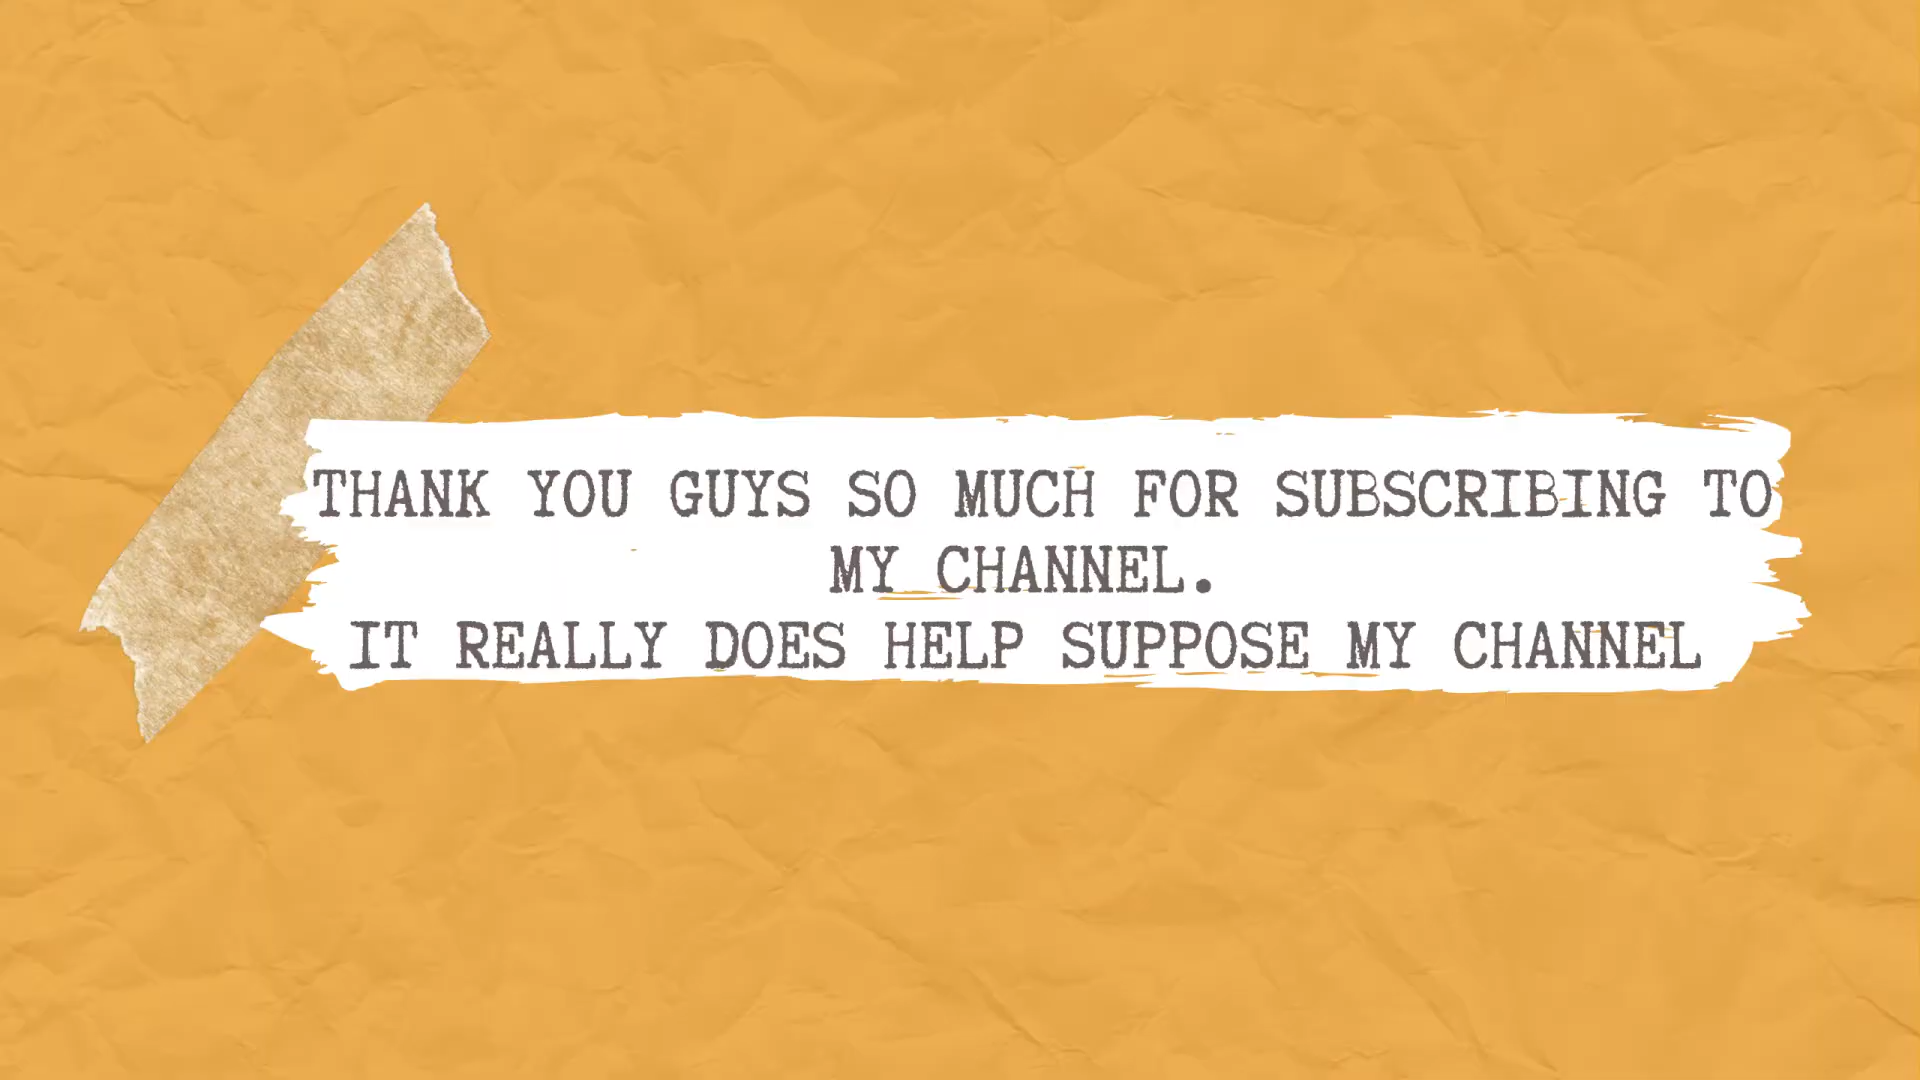 THANK YOU GUYS SO MUCH FOR SUBSCRIBING TO
MY CHANNEL.
IT REALLY DOES HELP SUPPOSE MY CHANNEL